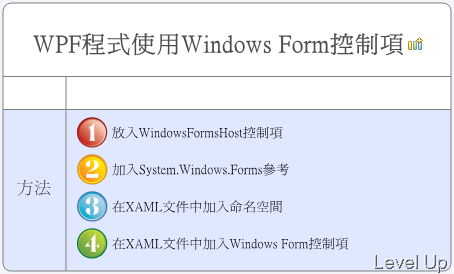 WPF程式使用Windows Form控制項
方法
1 放入WindowsFormsHost控制項
2 加入System.Windows.Forms參考
3 在XAML文件中加入命名空間
4 在XAML文件中加入Windows Form控制項
Level Up